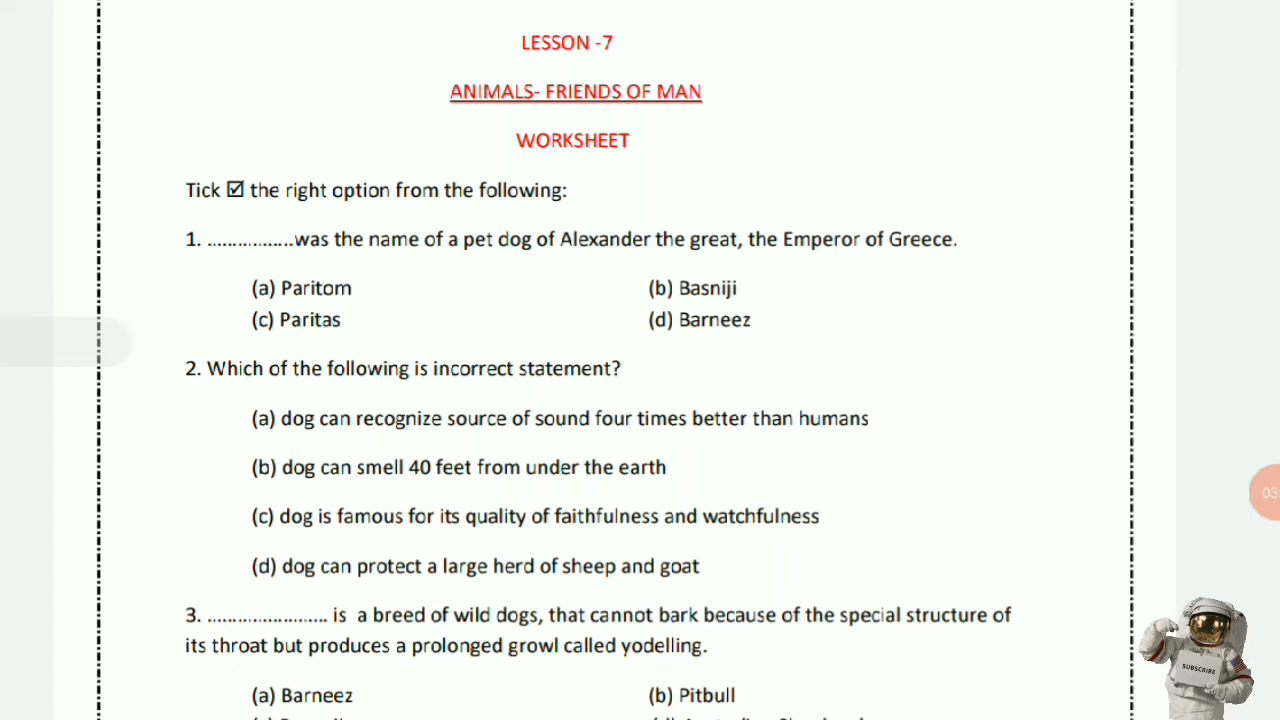 LESSON -7
ANIMALS- FRIENDS OF MAN
WORKSHEET
Tick ☑ the right option from the following:
1. .................was the name of a pet dog of Alexander the great, the Emperor of Greece.
(a) Paritom (b) Basniji
(c) Paritas (d) Barneez
2. Which of the following is incorrect statement?
(a) dog can recognize source of sound four times better than humans
(b) dog can smell 40 feet from under the earth
(c) dog is famous for its quality of faithfulness and watchfulness
(d) dog can protect a large herd of sheep and goat
3. ........................ is a breed of wild dogs, that cannot bark because of the special structure of
its throat but produces a prolonged growl called yodelling.
(a) Barneez (b) Pitbull
SUBSCRIBE